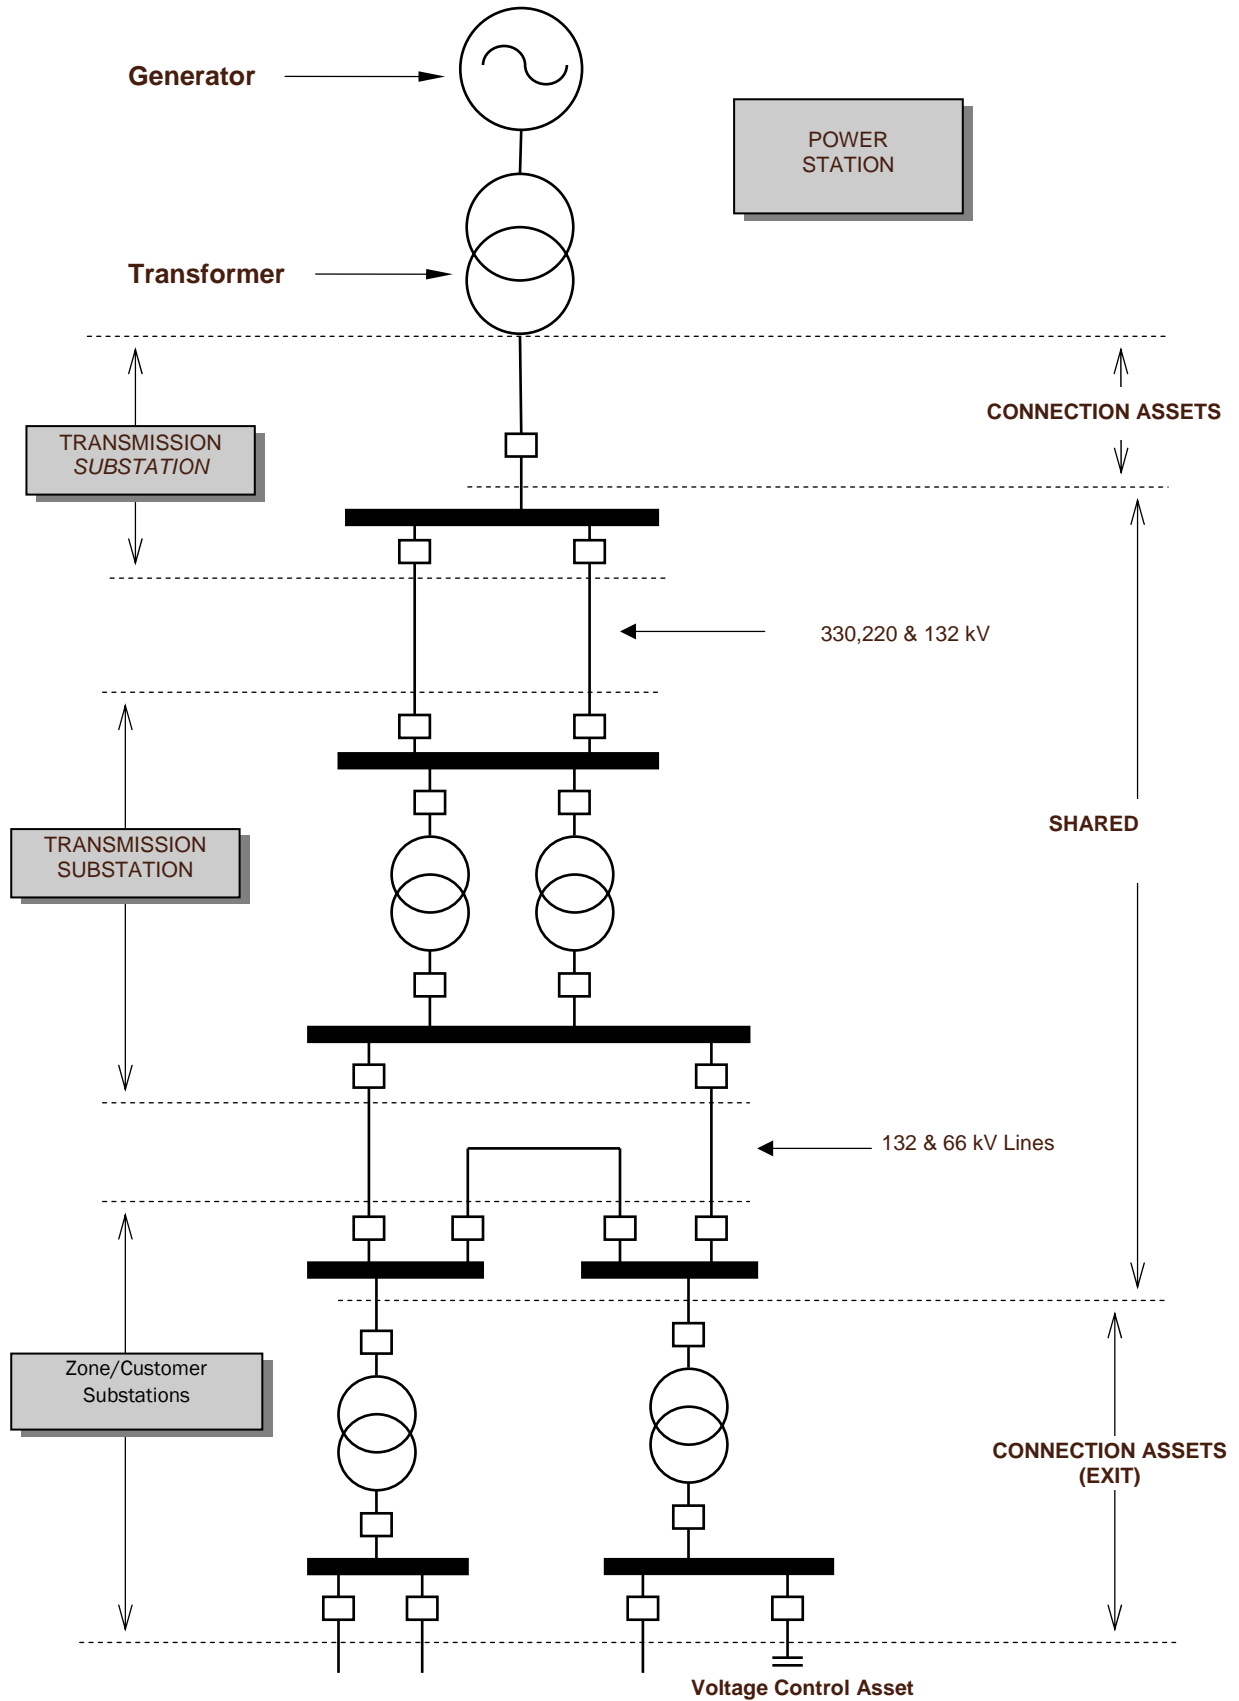 Generator
POWER
STATION
Transformer
CONNECTION ASSETS
TRANSMISSION
SUBSTATION
330,220 & 132 kV
SHARED
TRANSMISSION
SUBSTATION
132 & 66 kV Lines
Zone/Customer
Substations
CONNECTION ASSETS
(EXIT)
Voltage Control Asset